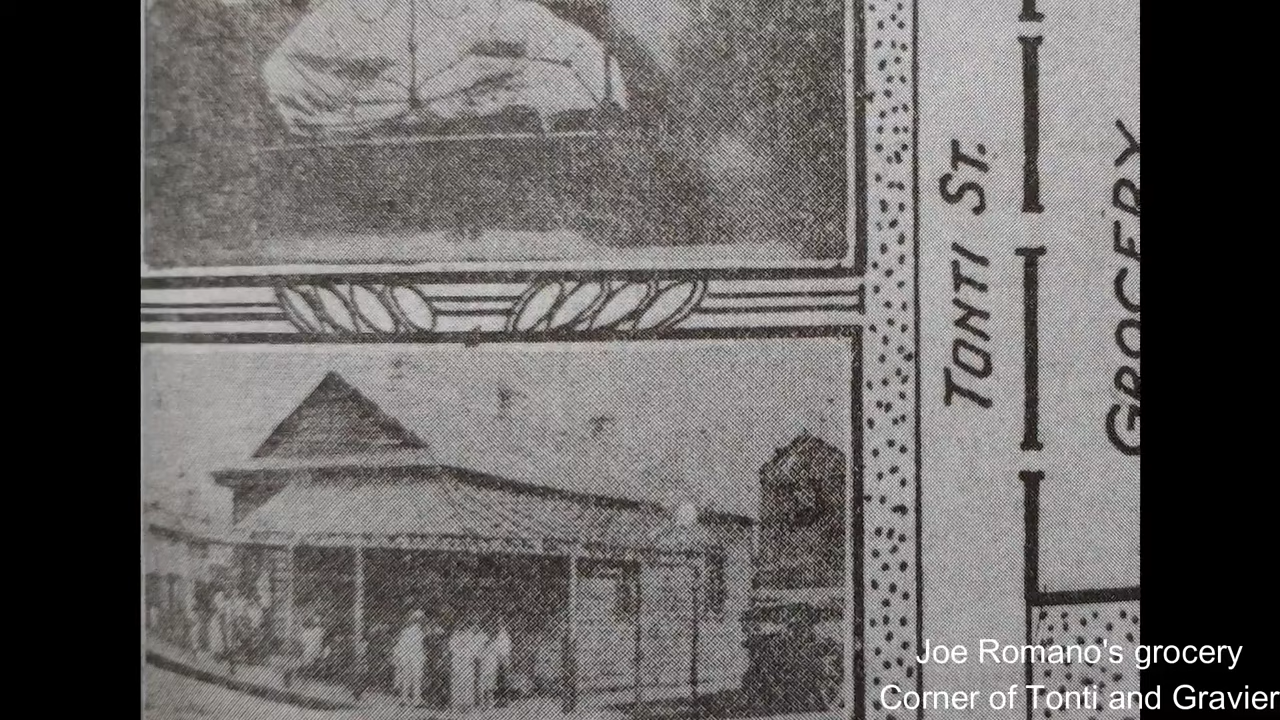 TONTI ST.
GROCERY
Joe Romano's grocery
Corner of Tonti and Gravier